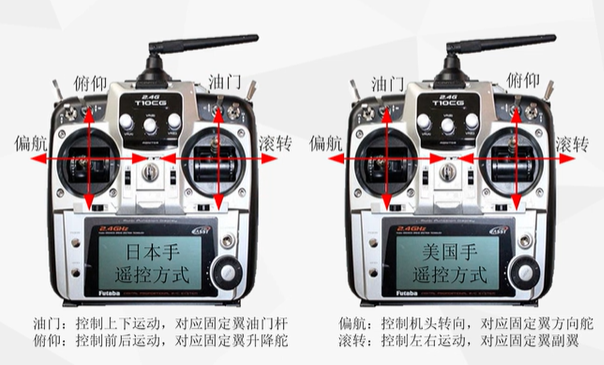 俯仰
油门
2.4G
T10CG
偏航
滚转
2.4GHz
日本手
遥控方式
Futaba
油门：控制上下运动，对应固定翼油门杆
俯仰：控制前后运动，对应固定翼升降舵
油门
俯仰
2.4G
T10CG
偏航
滚转
2.4GHz
美国手
遥控方式
Futaba
偏航：控制机头转向，对应固定翼方向舵
滚转：控制左右运动，对应固定翼副翼